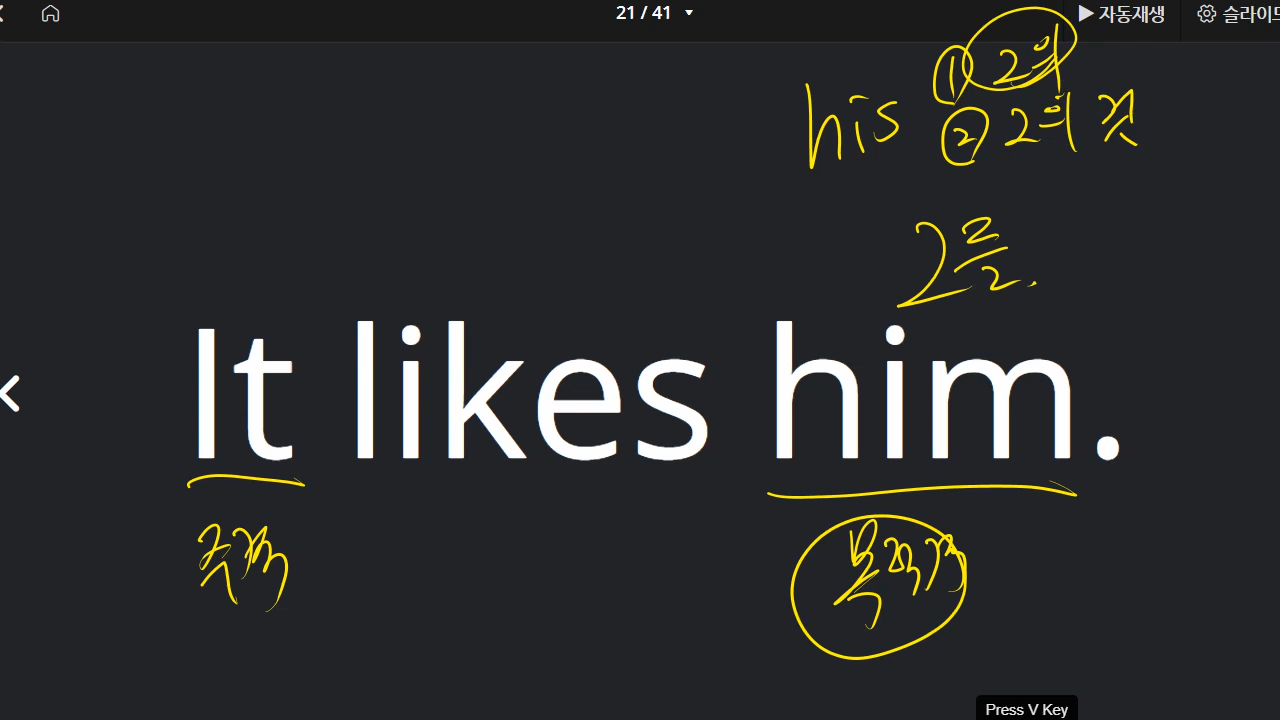 21 / 41
▶ 자동재생
슬라이드
his ① 그의
② 그의 것
그를
It likes him.
주격
목적격
Press V Key